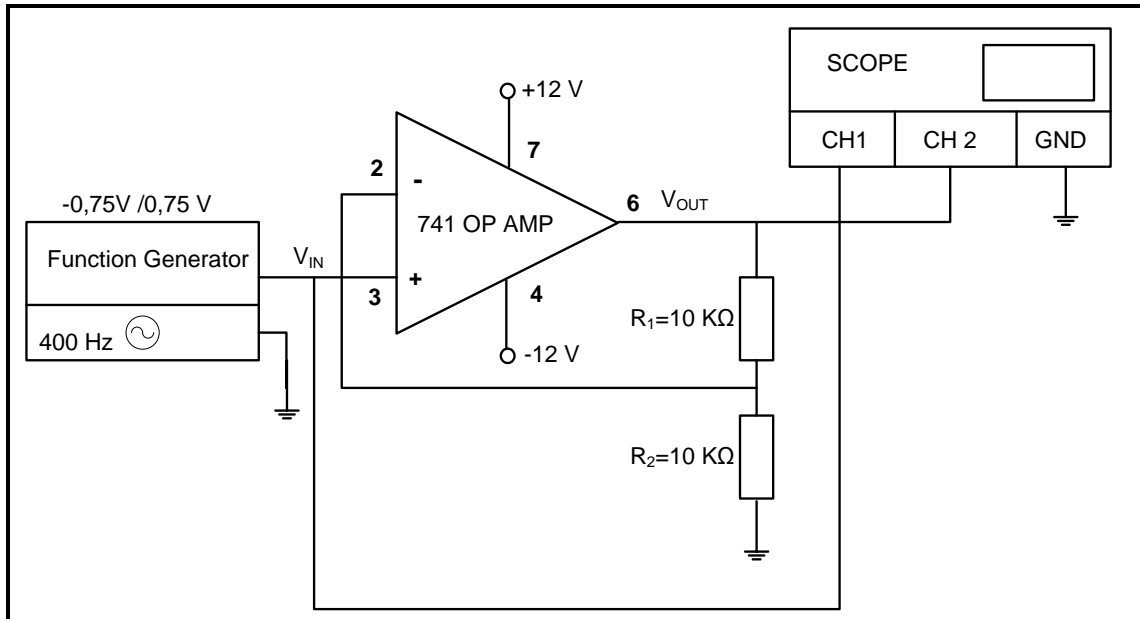 SCOPE
CH1 CH 2 GND
+12 V
7
2
-
-0,75V /0,75 V
6 VOUT
741 OP AMP
Function Generator
VIN
+
3
4
400 Hz
R1=10 KΩ
-12 V
R2=10 KΩ